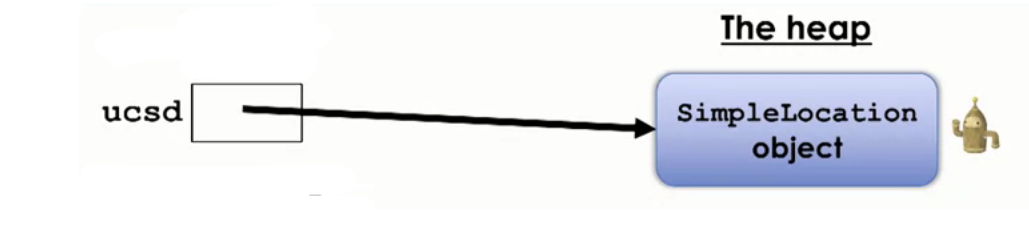 The heap
ucsd
SimpleLocation
object